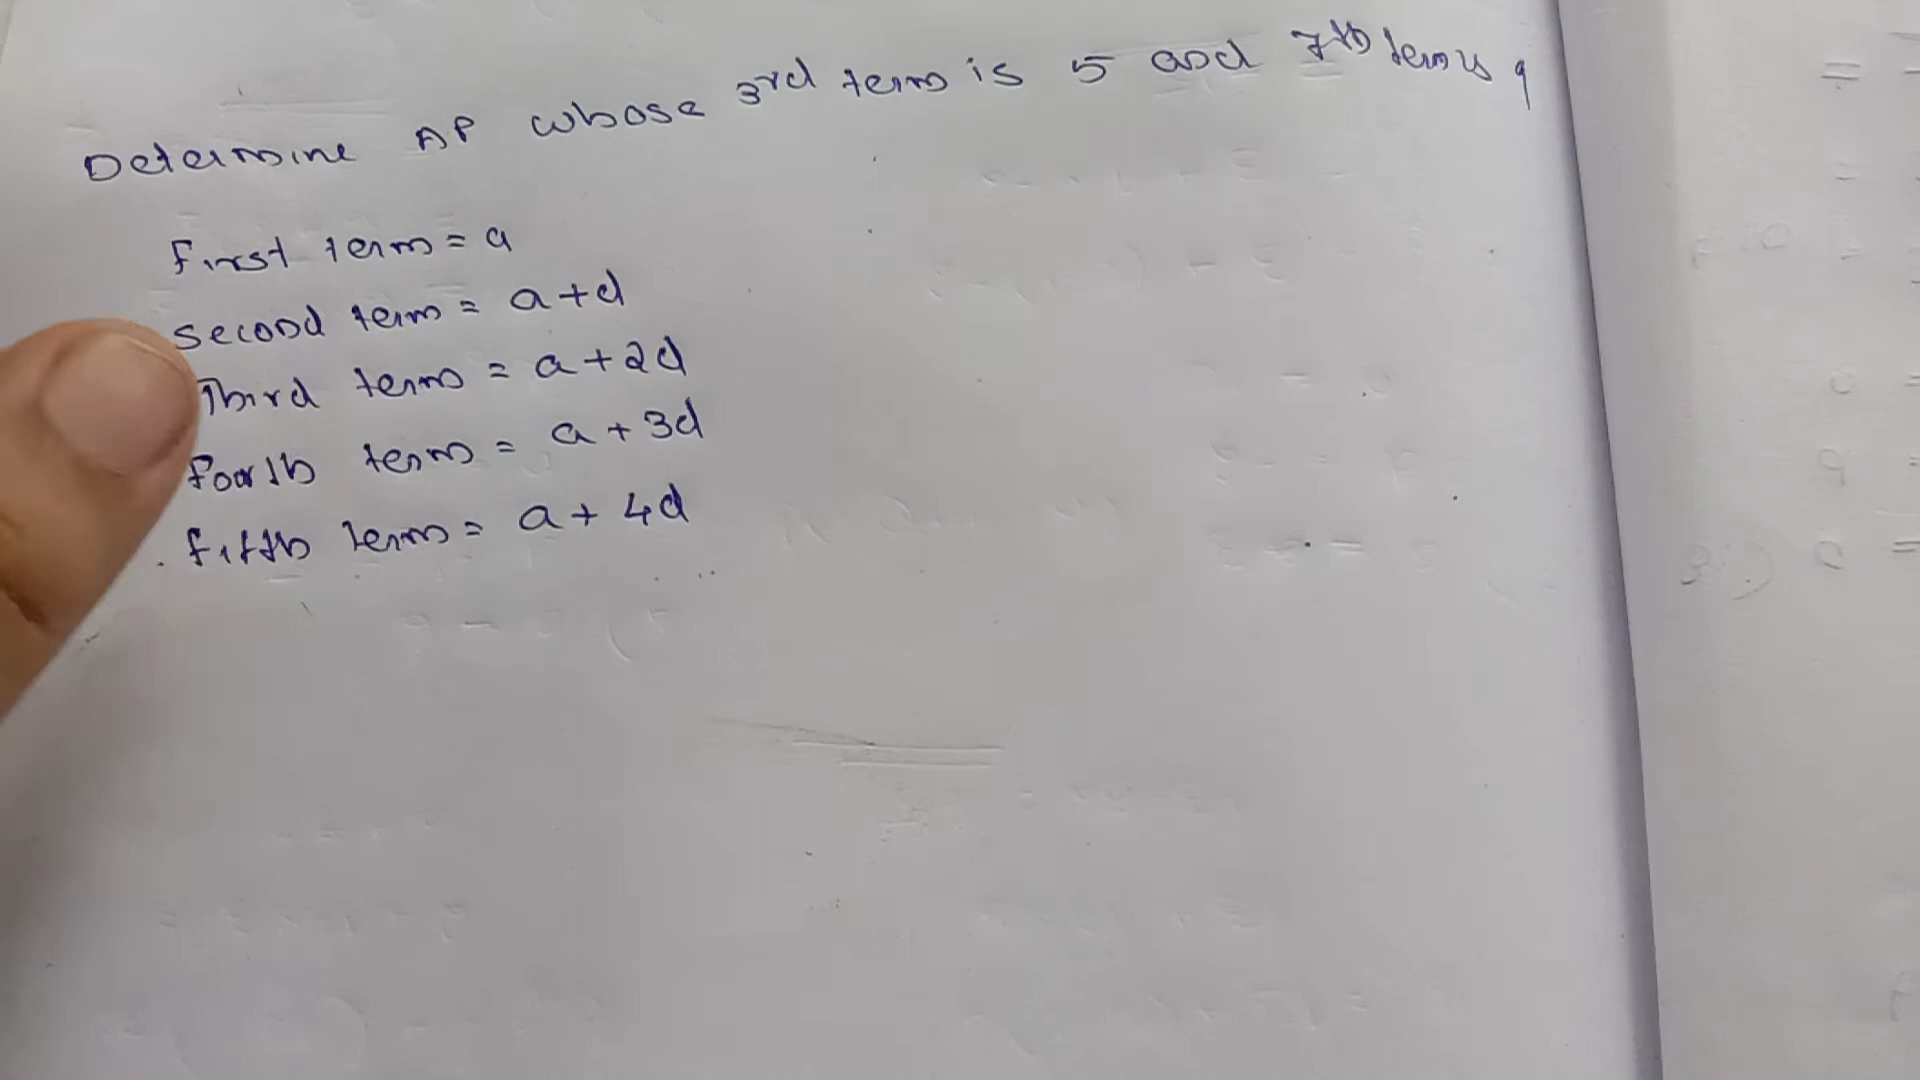 Determine AP whose 3rd term is 5 and 7th term is 9
First term = a
Second term = a+d
Third term = a+2d
Fourth term = a+3d
Fifth term = a+4d